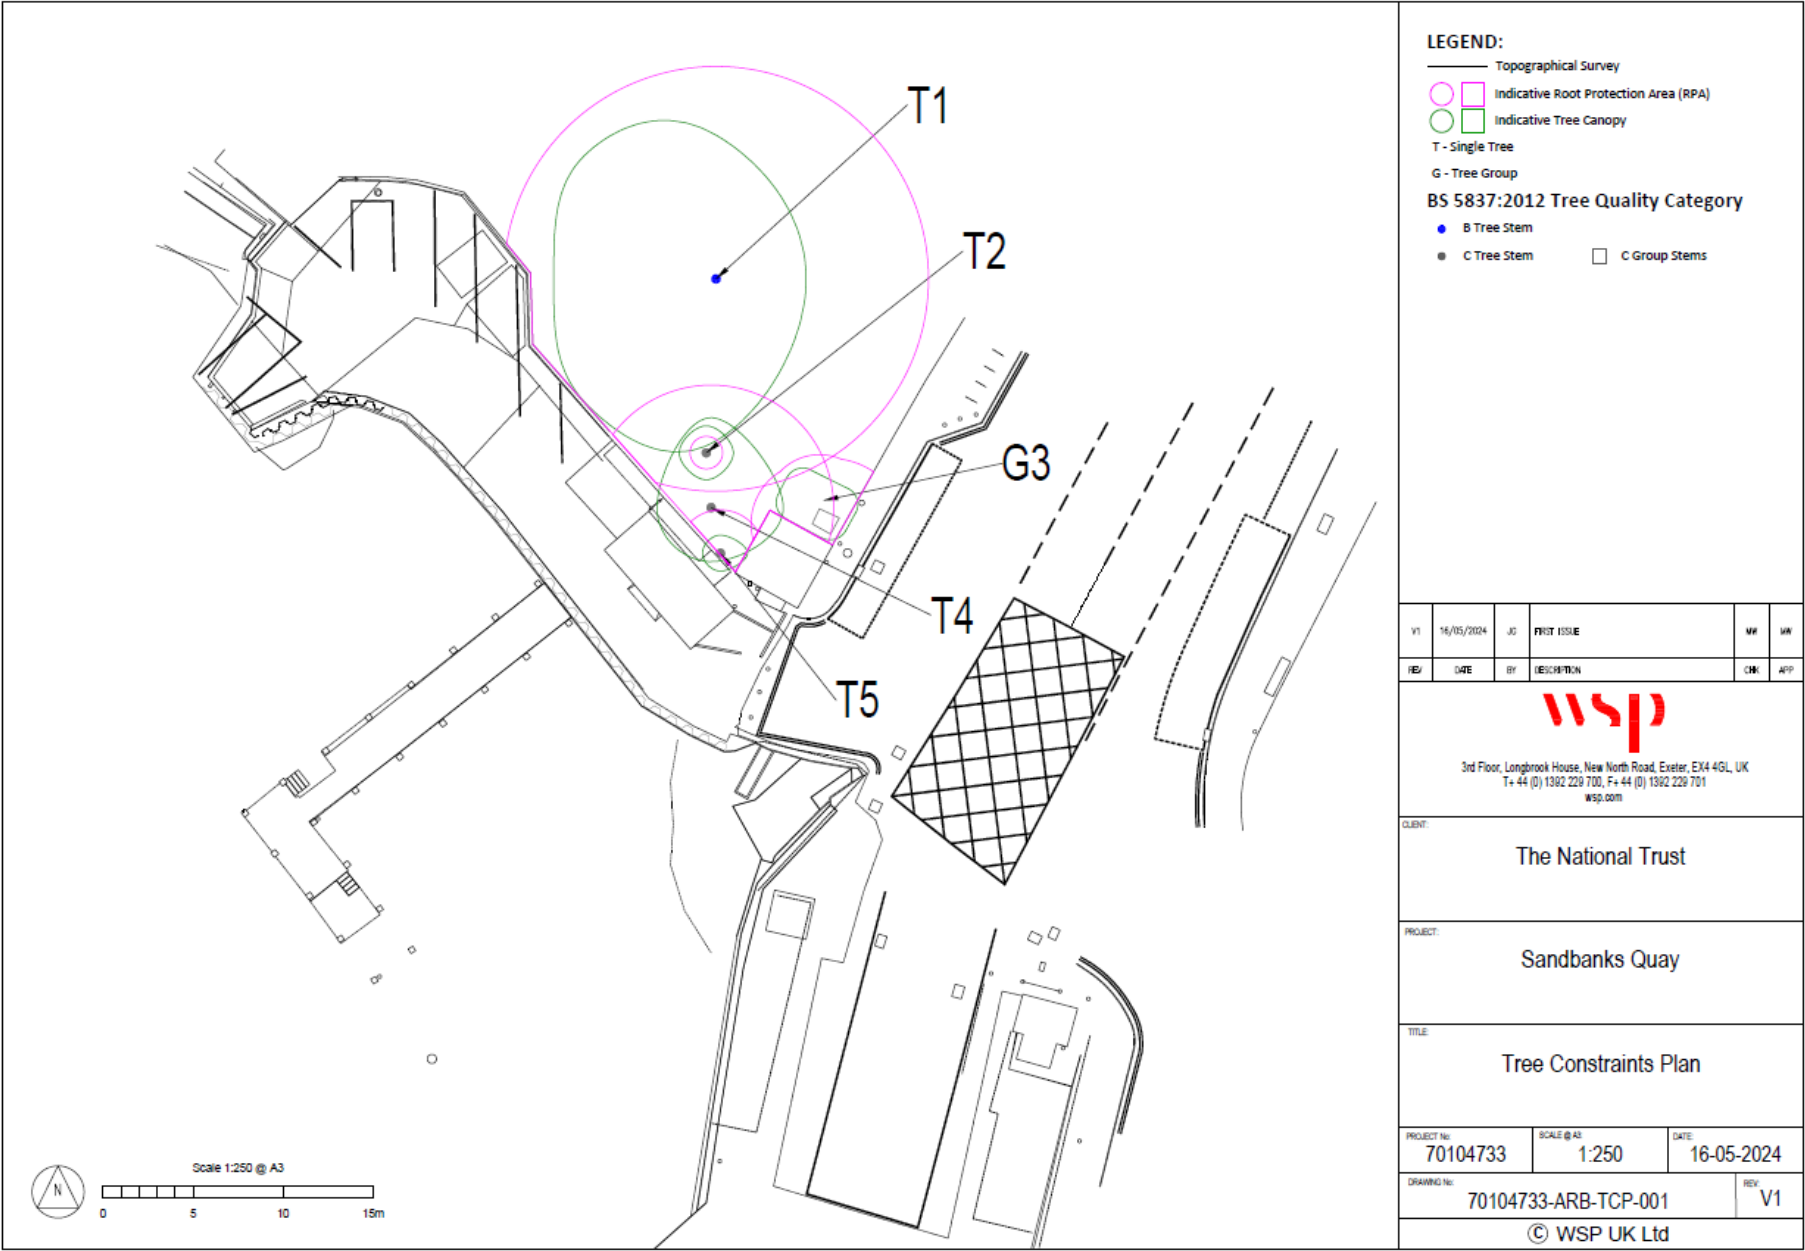 T1
T2
G3
T4
T5
Scale 1:250 @ A3
N
0 5 10 15m
LEGEND:
Topographical Survey
Indicative Root Protection Area (RPA)
Indicative Tree Canopy
T - Single Tree
G - Tree Group
BS 5837:2012 Tree Quality Category
B Tree Stem
C Tree Stem C Group Stems
V1 16/05/2024 JG FIRST ISSUE MW MW
REV DATE BY DESCRIPTION CHK APP
wsp
3rd Floor, Longbrook House, New North Road, Exeter, EX4 4GL, UK
T+ 44 (0) 1392 229 700, F+ 44 (0) 1392 229 701
wsp.com
CLIENT:
The National Trust
PROJECT:
Sandbanks Quay
TITLE:
Tree Constraints Plan
PROJECT No: SCALE @ A3: DATE:
70104733 1:250 16-05-2024
DRAWING No: REV:
70104733-ARB-TCP-001 V1
© WSP UK Ltd